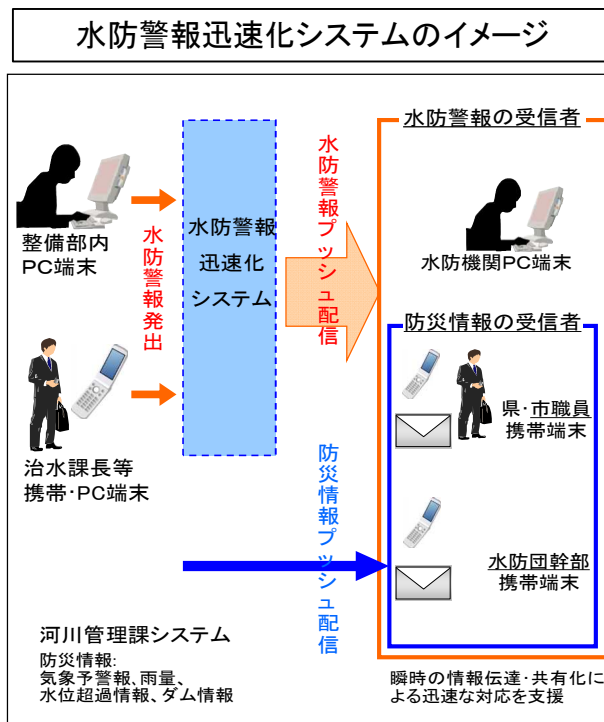 水防警報迅速化システムのイメージ
整備部内
PC端末
治水課長等
携帯・PC端末
水防警報発出
水防警報
迅速化
システム
水防警報プッシュ配信
防災情報プッシュ配信
水防警報の受信者
水防機関PC端末
防災情報の受信者
県・市職員
携帯端末
水防団幹部
携帯端末
河川管理課システム
防災情報:
気象予警報、雨量、
水位超過情報、ダム情報
瞬時の情報伝達・共有化に
よる迅速な対応を支援